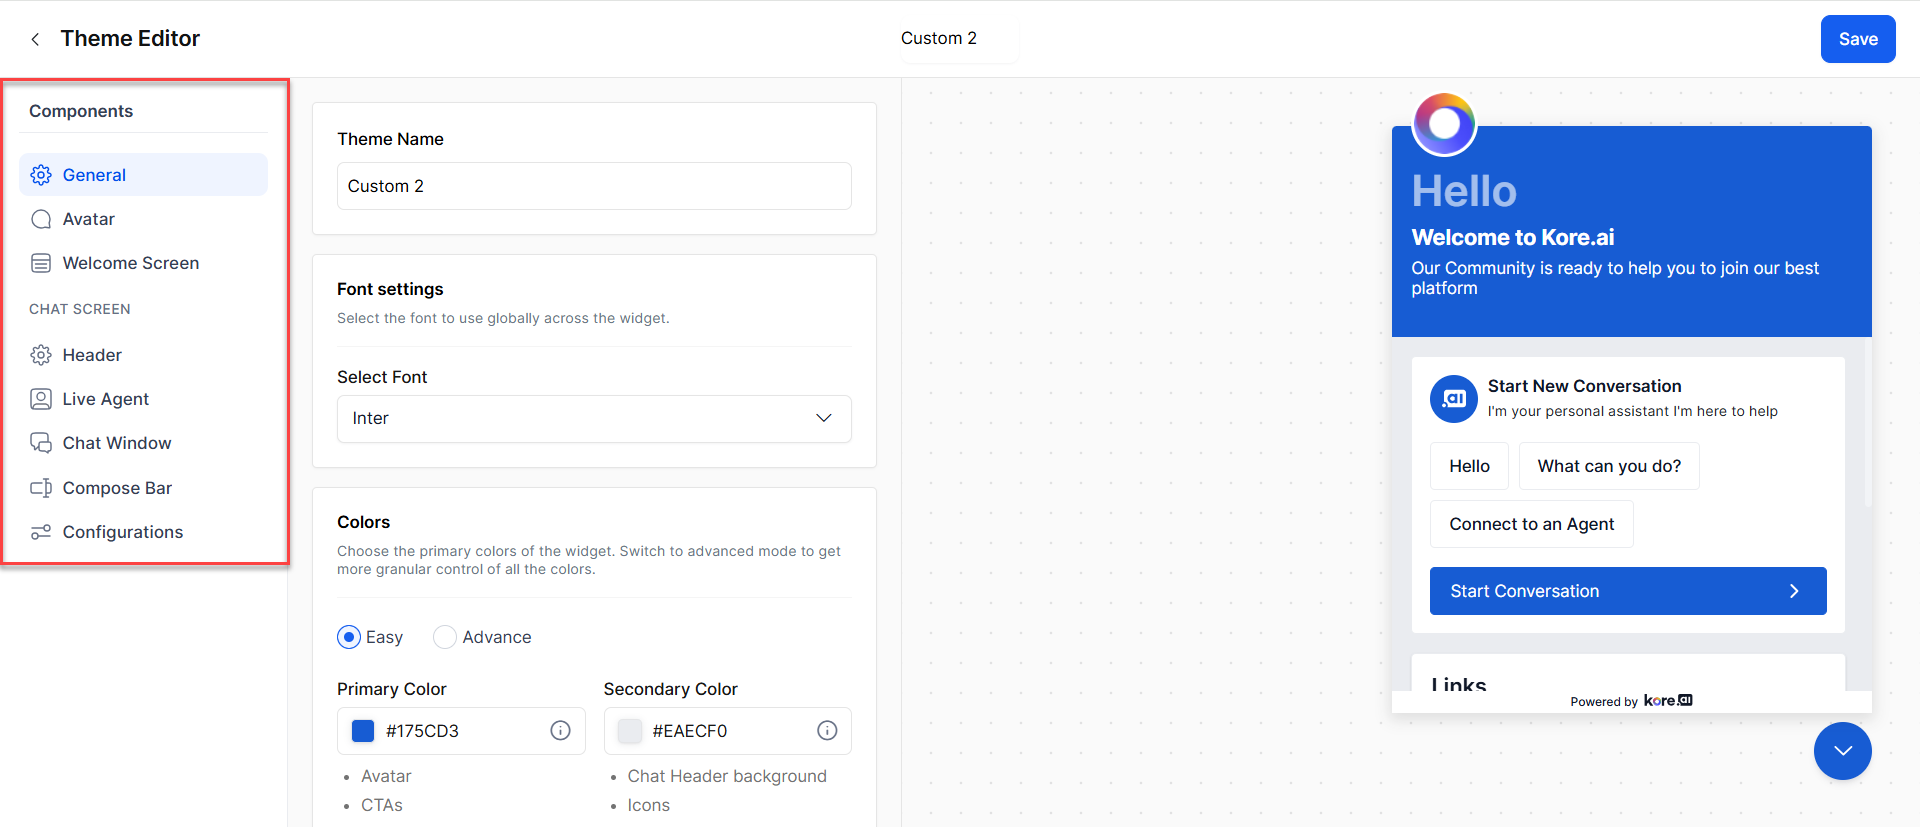 Theme Editor
Custom 2
Save
Components
General
Avatar
Welcome Screen
CHAT SCREEN
Header
Live Agent
Chat Window
Compose Bar
Configurations
Theme Name
Custom 2
Font settings
Select the font to use globally across the widget.
Select Font
Inter
Colors
Choose the primary colors of the widget. Switch to advanced mode to get
more granular control of all the colors.
Easy
Advance
Primary Color
Secondary Color
#175CD3
#EAECF0
• Avatar
• CTAs
• Chat Header background
• Icons
Hello
Welcome to Kore.ai
Our Community is ready to help you to join our best
platform
.ai
Start New Conversation
I'm your personal assistant I'm here to help
Hello
What can you do?
Connect to an Agent
Start Conversation
Links
Powered by kore.ai